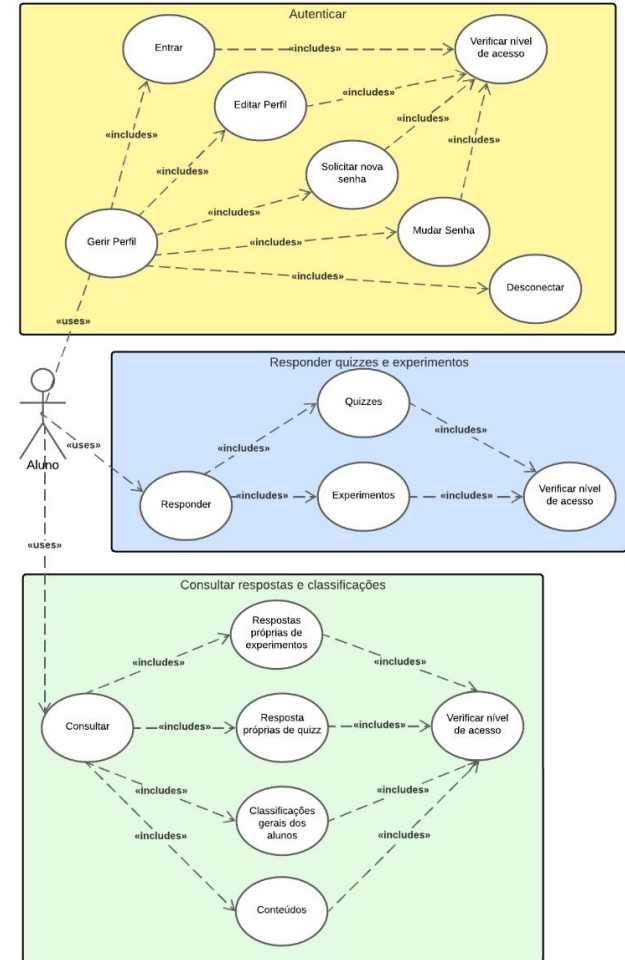 Autenticar
Entrar
«includes»
Verificar nível
de acesso
Editar Perfil
«includes»
«includes»
«includes»
«includes»
Solicitar nova
senha
«includes»
«includes»
«includes»
Mudar Senha
Gerir Perfil
«includes»
«includes»
Desconectar
«uses»
Responder quizzes e experimentos
Quizzes
«includes»
«uses»
«includes»
Aluno
Responder
«includes»
Experimentos
«includes»
Verificar nível
de acesso
«uses»
Consultar respostas e classificações
Respostas
próprias de
experimentos
«includes»
«includes»
Consultar
«includes»
Resposta
próprias de quizz
«includes»
Verificar nível
de acesso
«includes»
«includes»
Classificações
gerais dos
alunos
«includes»
«includes»
Conteúdos